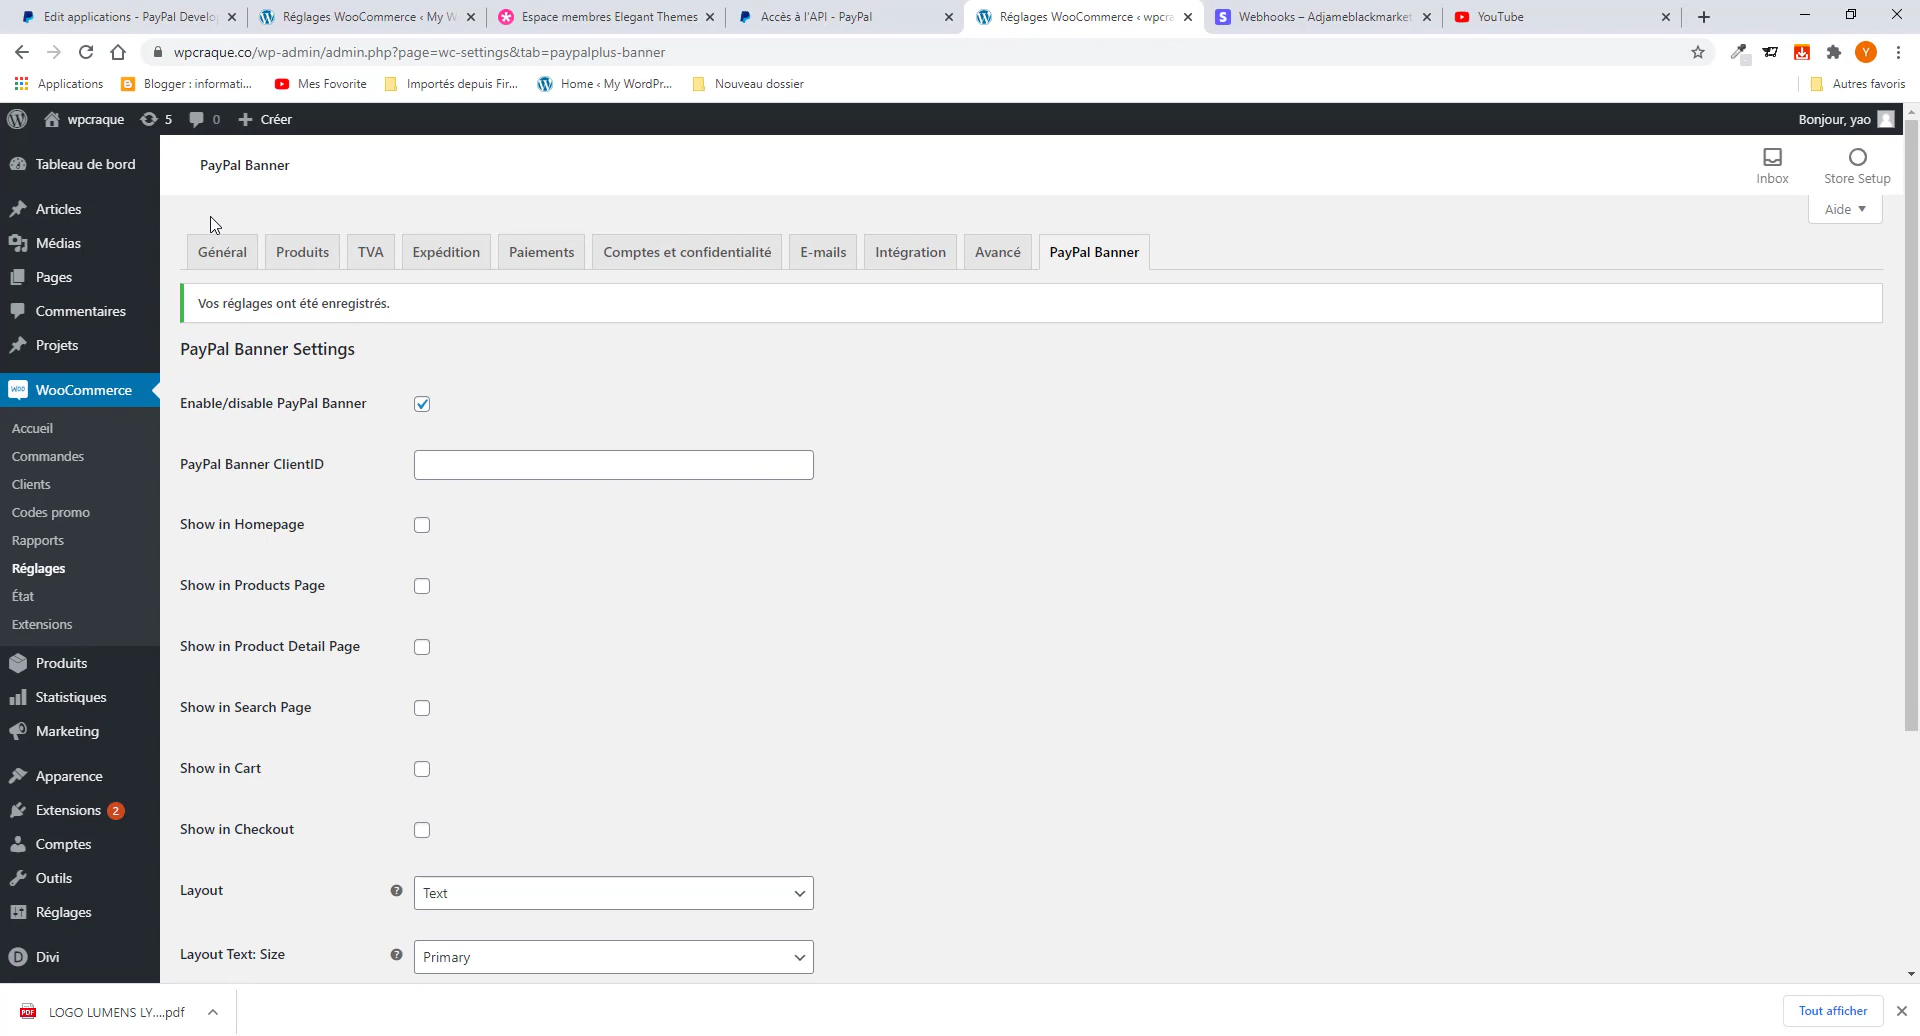 Edit applications - PayPal Develo
Réglages WooCommerce ‹ My W
Espace membres Elegant Themes
Accès à l'API - PayPal
Réglages WooCommerce ‹ wpcra
Webhooks – Adjameblackmarket
YouTube
wpcraque.co/wp-admin/admin.php?page=wc-settings&tab=paypalplus-banner
Y
Applications
Blogger : informati...
Mes Fovorite
Importés depuis Fir...
Home ‹ My WordPr...
Nouveau dossier
Autres favoris
wpcraque
5
0
Créer
Bonjour, yao
Tableau de bord
Articles
Médias
Pages
Commentaires
Projets
WooCommerce
Accueil
Commandes
Clients
Codes promo
Rapports
Réglages
État
Extensions
Produits
Statistiques
Marketing
Apparence
Extensions 2
Comptes
Outils
Réglages
Divi
PayPal Banner
Inbox
Store Setup
Aide
Général
Produits
TVA
Expédition
Paiements
Comptes et confidentialité
E-mails
Intégration
Avancé
PayPal Banner
Vos réglages ont été enregistrés.
PayPal Banner Settings
Enable/disable PayPal Banner
PayPal Banner ClientID
Show in Homepage
Show in Products Page
Show in Product Detail Page
Show in Search Page
Show in Cart
Show in Checkout
Layout
Text
Layout Text: Size
Primary
LOGO LUMENS LY....pdf
Tout afficher